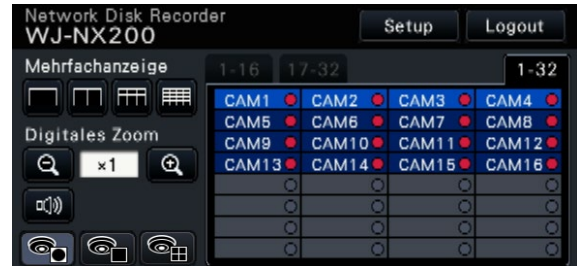 Network Disk Recorder
WJ-NX200
Setup
Logout
Mehrfachanzeige
1-16
17-32
1-32
CAM1
CAM2
CAM3
CAM4
CAM5
CAM6
CAM7
CAM8
CAM9
CAM10
CAM11
CAM12
CAM13
CAM14
CAM15
CAM16
Digitales Zoom
×1